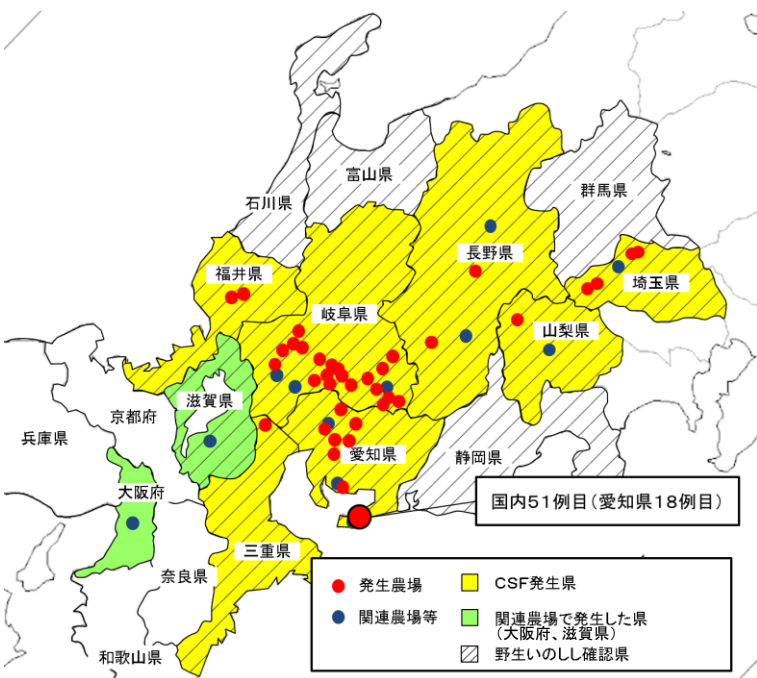 富山県
群馬県
石川県
長野県
福井県
埼玉県
岐阜県
山梨県
滋賀県
京都府
兵庫県
愛知県
静岡県
大阪府
国内51例目(愛知県18例目)
三重県
奈良県
和歌山県
発生農場
CSF発生県
関連農場等
関連農場で発生した県
(大阪府、滋賀県)
野生いのしし確認県